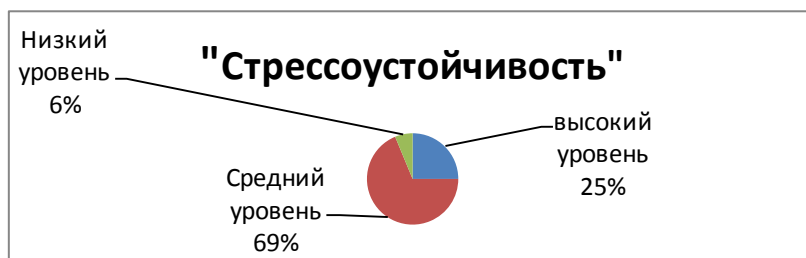 "Стрессоустойчивость"
Низкий
уровень
6%
высокий
уровень
25%
Средний
уровень
69%